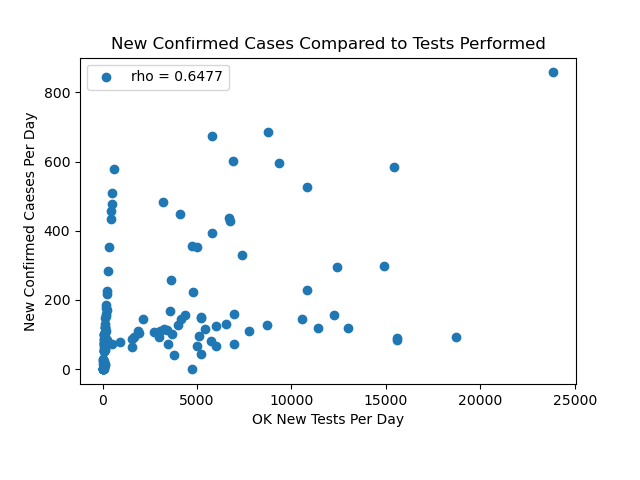 New Confirmed Cases Compared to Tests Performed
rho = 0.6477
New Confirmed Caeses Per Day
800
600
400
200
0
0 5000 10000 15000 20000 25000
OK New Tests Per Day